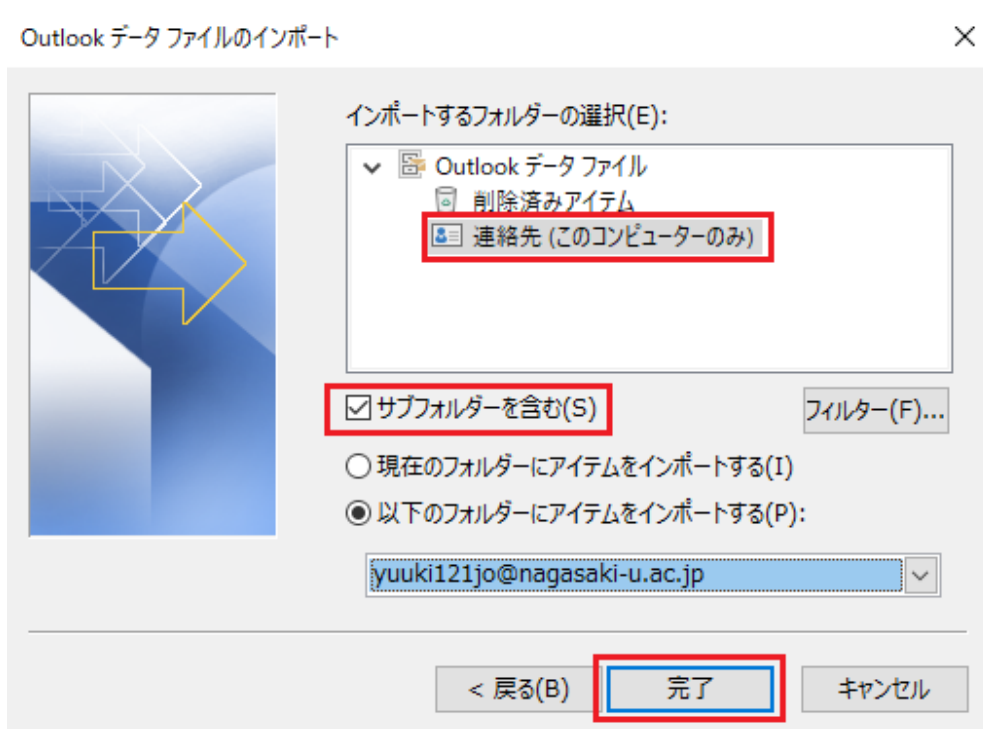 Outlook データ ファイルのインポート
インポートするフォルダーの選択(E):
Outlook データ ファイル
削除済みアイテム
連絡先 (このコンピューターのみ)
サブフォルダーを含む(S)
フィルター(F)...
現在のフォルダーにアイテムをインポートする(I)
以下のフォルダーにアイテムをインポートする(P):
yuuki121jo@nagasaki-u.ac.jp
< 戻る(B)
完了
キャンセル